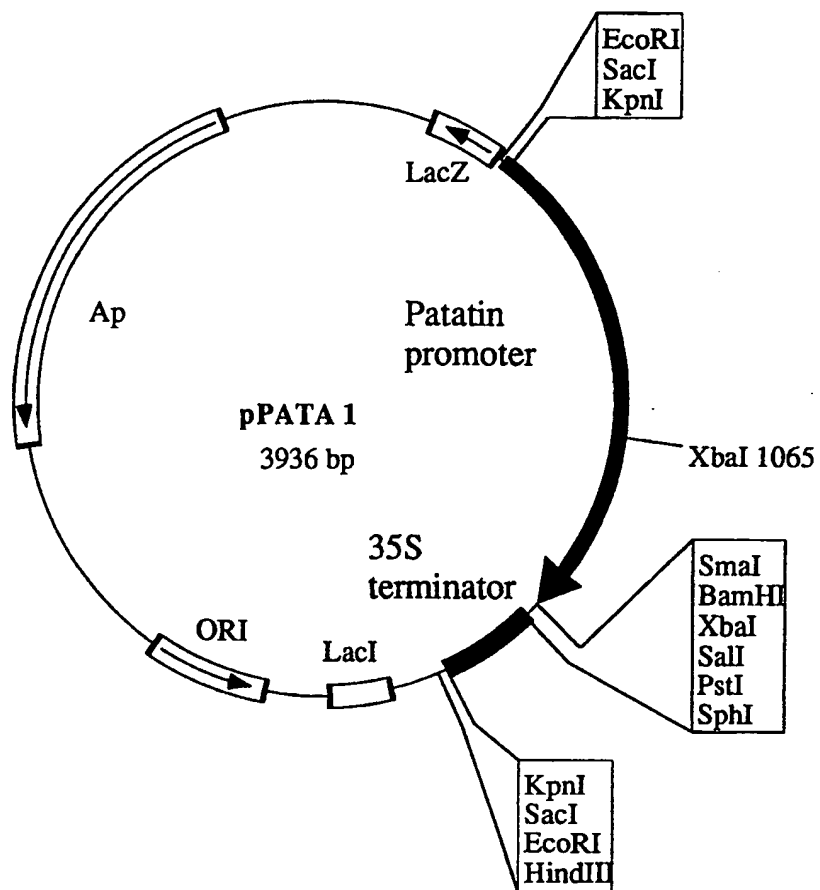 EcoRI
SacI
KpnI
LacZ
Ap
Patatin
promoter
pPATA 1
3936 bp
XbaI 1065
35S
terminator
SmaI
BamHI
XbaI
SalI
PstI
SphI
ORI
LacI
KpnI
SacI
EcoRI
HindIII